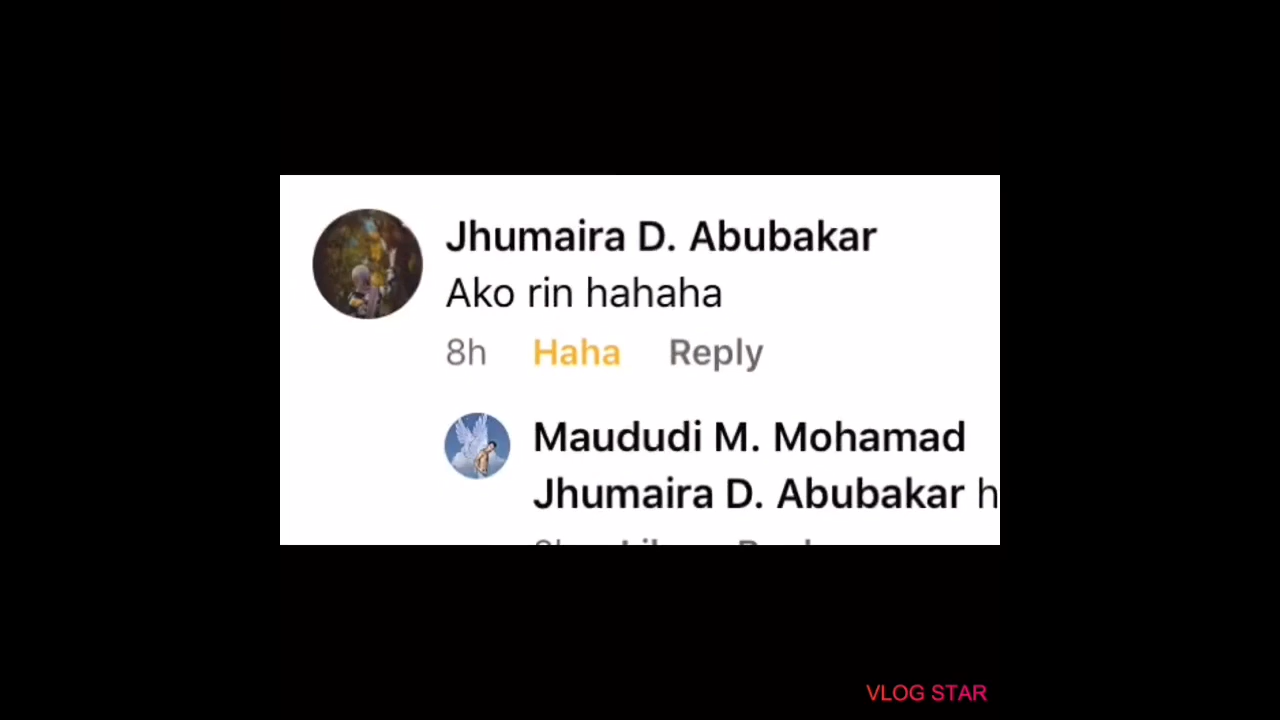 Jhumaira D. Abubakar
Ako rin hahaha
8h Haha Reply
Maududi M. Mohamad
Jhumaira D. Abubakar h
VLOG STAR